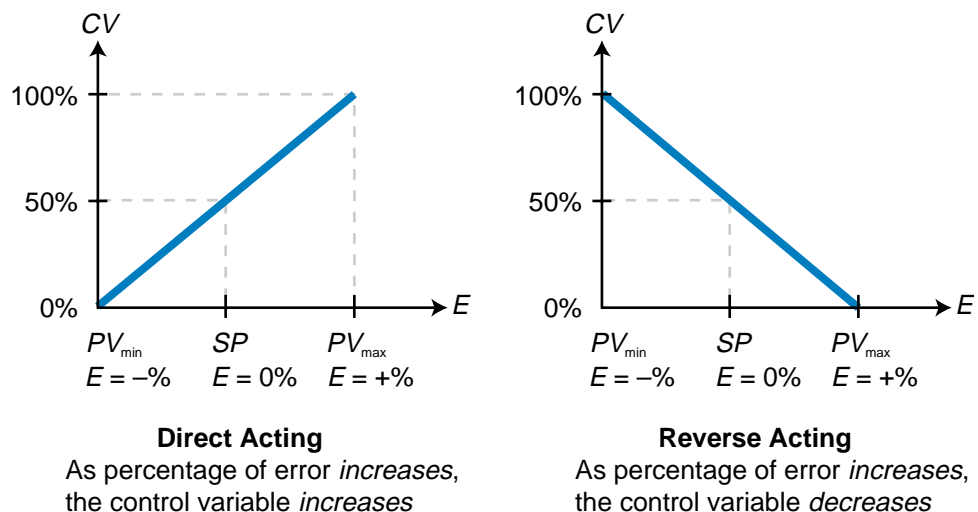 CV
100%
50%
0%
E
PVmin SP PVmax
E = –% E = 0% E = +%
Direct Acting
As percentage of error increases,
the control variable increases
CV
100%
50%
0%
E
PVmin SP PVmax
E = –% E = 0% E = +%
Reverse Acting
As percentage of error increases,
the control variable decreases